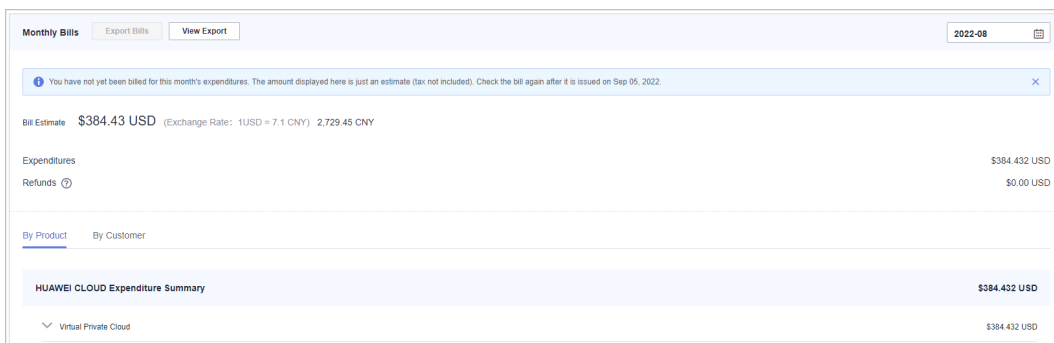 Monthly Bills Export Bills View Export 2022-08
You have not yet been billed for this month's expenditures. The amount displayed here is just an estimate (tax not included). Check the bill again after it is issued on Sep 05, 2022.
Bill Estimate $384.43 USD (Exchange Rate: 1USD = 7.1 CNY) 2,729.45 CNY
Expenditures $384.432 USD
Refunds $0.00 USD
By Product By Customer
HUAWEI CLOUD Expenditure Summary $384.432 USD
Virtual Private Cloud $384.432 USD